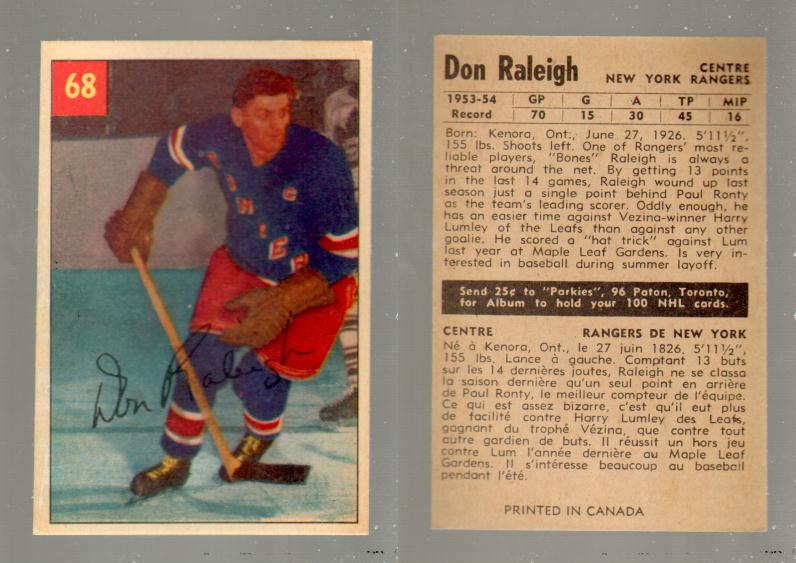 68
RANGERS
C
Don Raleigh
Don Raleigh
CENTRE
NEW YORK RANGERS
1953-54 GP G A TP MIP
Record 70 15 30 45 16
Born: Kenora, Ont., June 27, 1926. 5'11½",
155 lbs. Shoots left. One of Rangers' most re-
liable players, "Bones" Raleigh is always a
threat around the net. By getting 13 points
in the last 14 games, Raleigh wound up last
season just a single point behind Paul Ronty
as the team's leading scorer. Oddly enough, he
has an easier time against Vezina-winner Harry
Lumley of the Leafs than against any other
goalie. He scored a "hat trick" against Lum
last year at Maple Leaf Gardens. Is very in-
terested in baseball during summer layoff.
Send 25¢ to "Parkies", 96 Paton, Toronto,
for Album to hold your 100 NHL cards.
CENTRE RANGERS DE NEW YORK
Né à Kenora, Ont., le 27 juin 1826. 5'11½",
155 lbs. Lance à gauche. Comptant 13 buts
sur les 14 dernières joutes, Raleigh ne se classa
la saison dernière qu'un seul point en arrière
de Paul Ronty, le meilleur compteur de l'équipe.
Ce qui est assez bizarre, c'est qu'il eut plus
de facilité contre Harry Lumley des Leafs,
gagnant du trophé Vézina, que contre tout
autre gardien de buts. Il réussit un hors jeu
contre Lum l'année dernière au Maple Leaf
Gardens. Il s'intéresse beaucoup au baseball
pendant l'été.
PRINTED IN CANADA